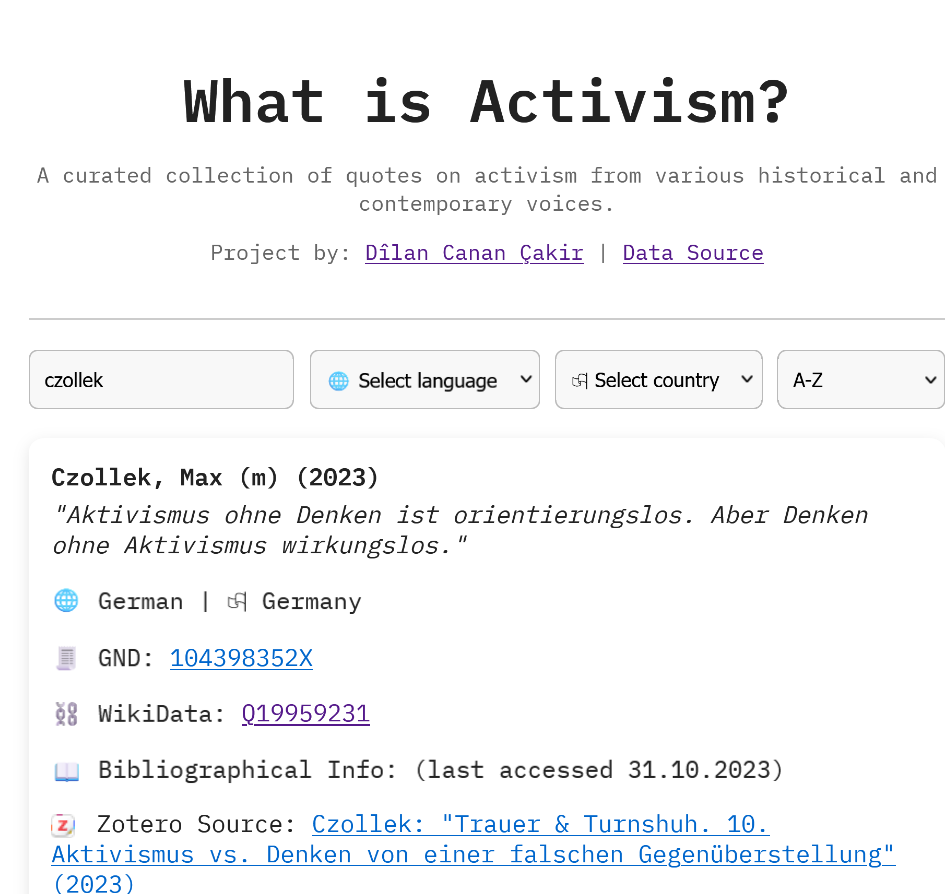 What is Activism?
A curated collection of quotes on activism from various historical and
contemporary voices.
Project by: Dîlan Canan Çakir | Data Source
czollek
Select language
Select country
A-Z
Czollek, Max (m) (2023)
"Aktivismus ohne Denken ist orientierungslos. Aber Denken
ohne Aktivismus wirkungslos."
German | Germany
GND: 104398352X
WikiData: Q19959231
Bibliographical Info: (last accessed 31.10.2023)
Zotero Source: Czollek: "Trauer & Turnshuh. 10.
Aktivismus vs. Denken von einer falschen Gegenüberstellung"
(2023)